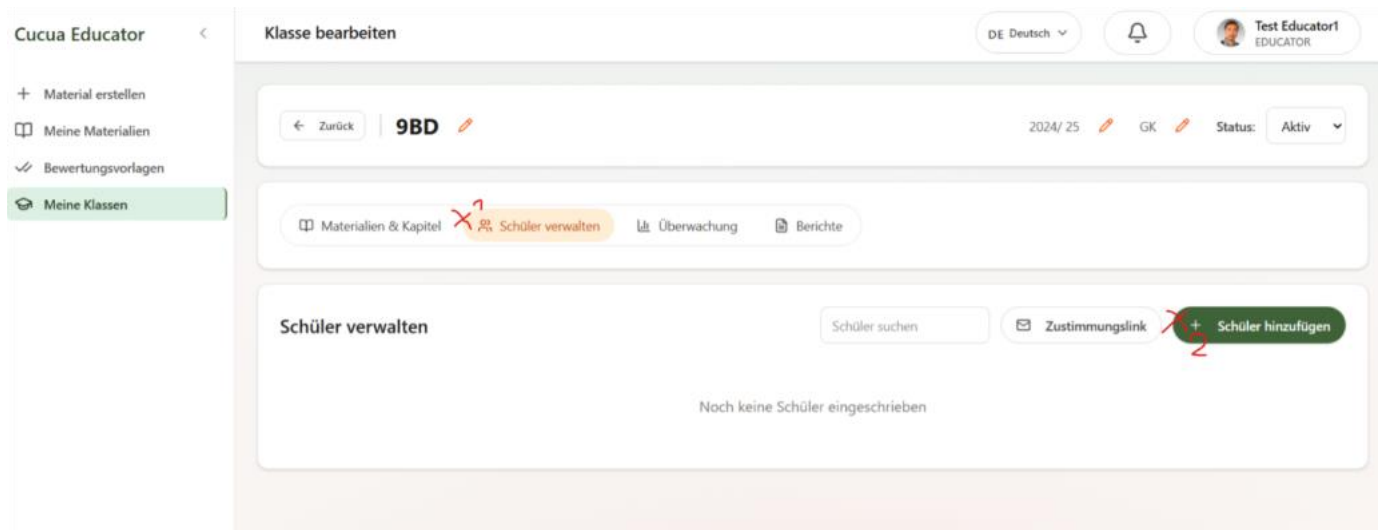 Cucua Educator
Klasse bearbeiten
DE Deutsch
Test Educator1
EDUCATOR
Material erstellen
Meine Materialien
Bewertungsvorlagen
Meine Klassen
Zurück
9BD
2024/ 25
GK
Status:
Aktiv
Materialien & Kapitel
1
Schüler verwalten
Überwachung
Berichte
Schüler verwalten
Schüler suchen
Zustimmungslink
+ Schüler hinzufügen
2
Noch keine Schüler eingeschrieben